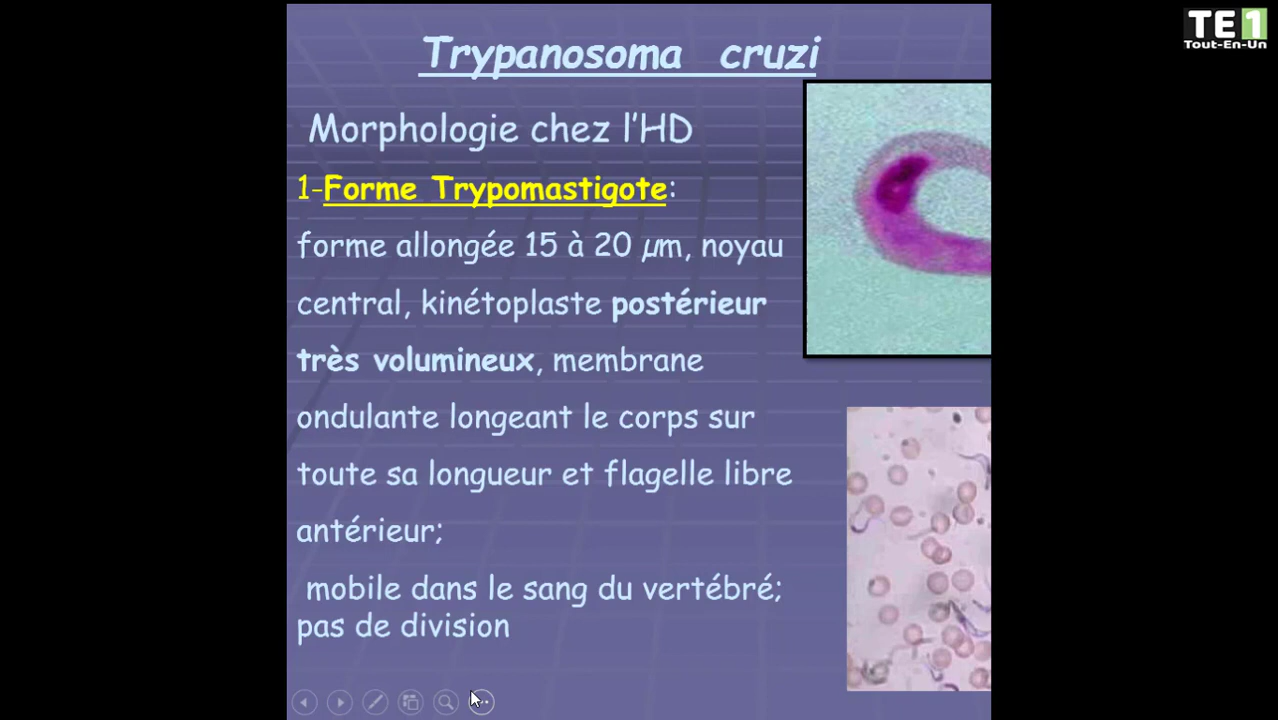 TE1
Tout-En-Un
Trypanosoma cruzi
Morphologie chez l'HD
1-Forme Trypomastigote:
forme allongée 15 à 20 µm, noyau
central, kinétoplaste postérieur
très volumineux, membrane
ondulante longeant le corps sur
toute sa longueur et flagelle libre
antérieur;
mobile dans le sang du vertébré;
pas de division